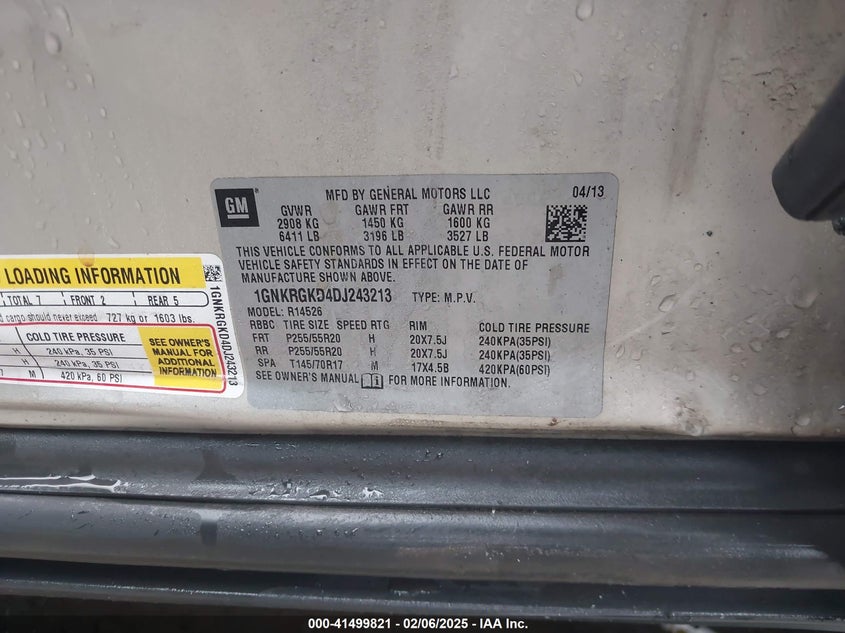 GM
MFD BY GENERAL MOTORS LLC 04/13
GVWR GAWR FRT GAWR RR
2908 KG 1450 KG 1600 KG
6411 LB 3196 LB 3527 LB
THIS VEHICLE CONFORMS TO ALL APPLICABLE U.S. FEDERAL MOTOR
VEHICLE SAFETY STANDARDS IN EFFECT ON THE DATE OF
MANUFACTURE SHOWN ABOVE.
1GNKRGKD4DJ243213 TYPE: M.P.V.
MODEL: R14526
RBBC TIRE SIZE SPEED RTG RIM COLD TIRE PRESSURE
FRT P255/55R20 H 20X7.5J 240KPA(35PSI)
RR P255/55R20 H 20X7.5J 240KPA(35PSI)
SPA T145/70R17 M 17X4.5B 420KPA(60PSI)
SEE OWNER'S MANUAL FOR MORE INFORMATION.
LOADING INFORMATION
TOTAL 7 FRONT 2 REAR 5
cargo should never exceed 727 kg or 1603 lbs.
COLD TIRE PRESSURE
H 240 kPa, 35 PSI
H 240 kPa, 35 PSI
M 420 kPa, 60 PSI
SEE OWNER'S
MANUAL FOR
ADDITIONAL
INFORMATION
1GNKRGKD4DJ243213
000-41499821 - 02/06/2025 - IAA Inc.